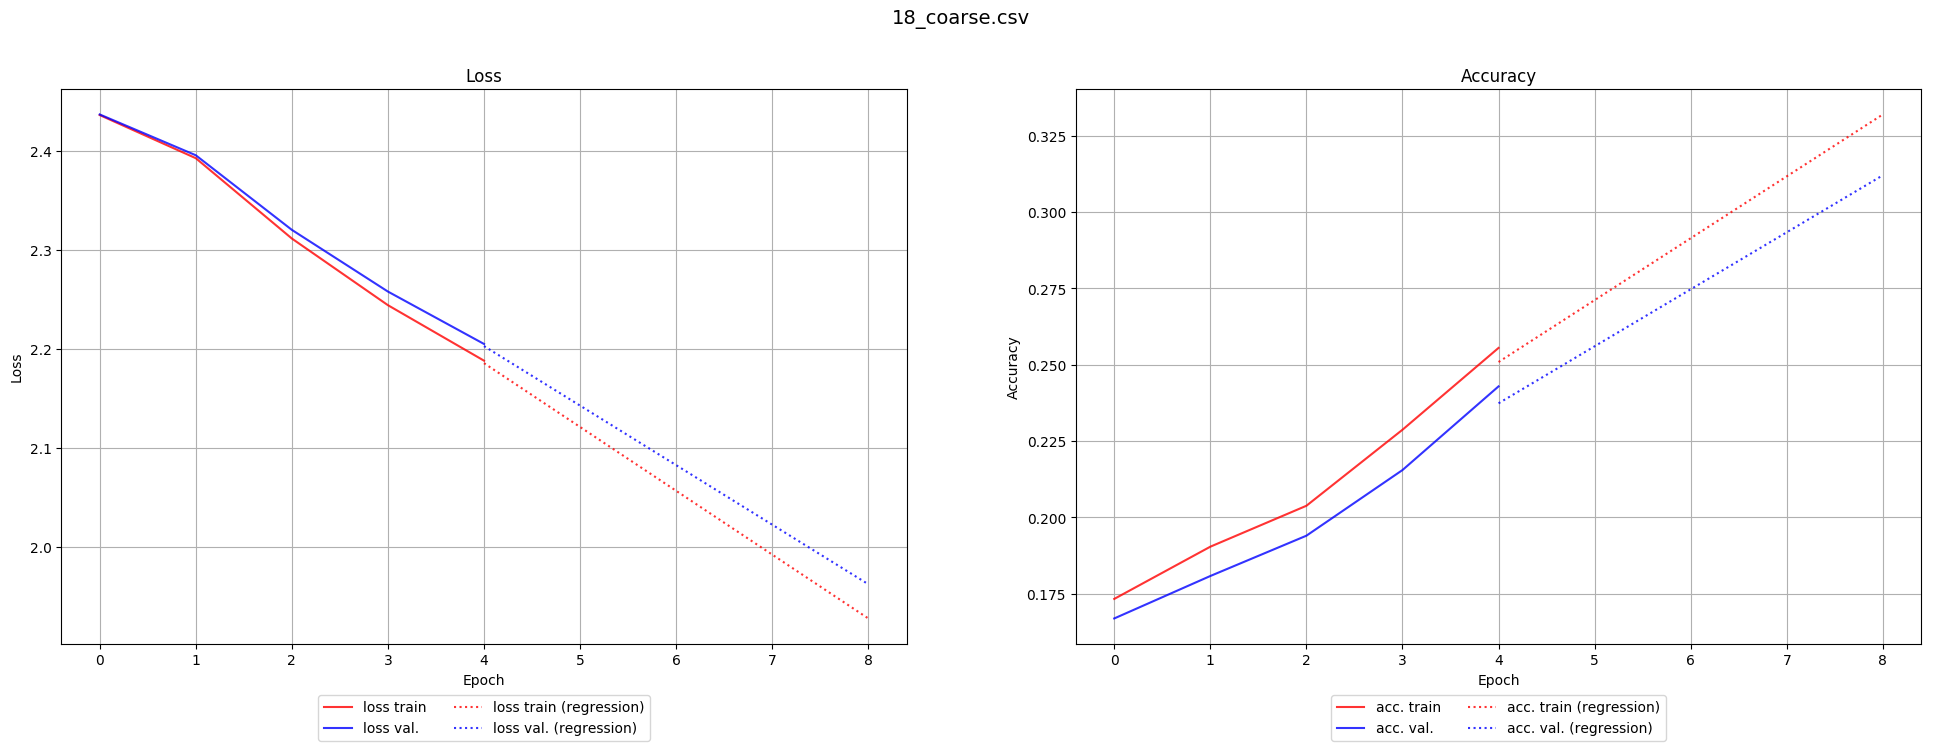 18_coarse.csv
Loss
Loss
2.4
2.3
2.2
2.1
2.0
0 1 2 3 4 5 6 7 8
Epoch
loss train loss train (regression)
loss val. loss val. (regression)
Accuracy
Accuracy
0.325
0.300
0.275
0.250
0.225
0.200
0.175
0 1 2 3 4 5 6 7 8
Epoch
acc. train acc. train (regression)
acc. val. acc. val. (regression)